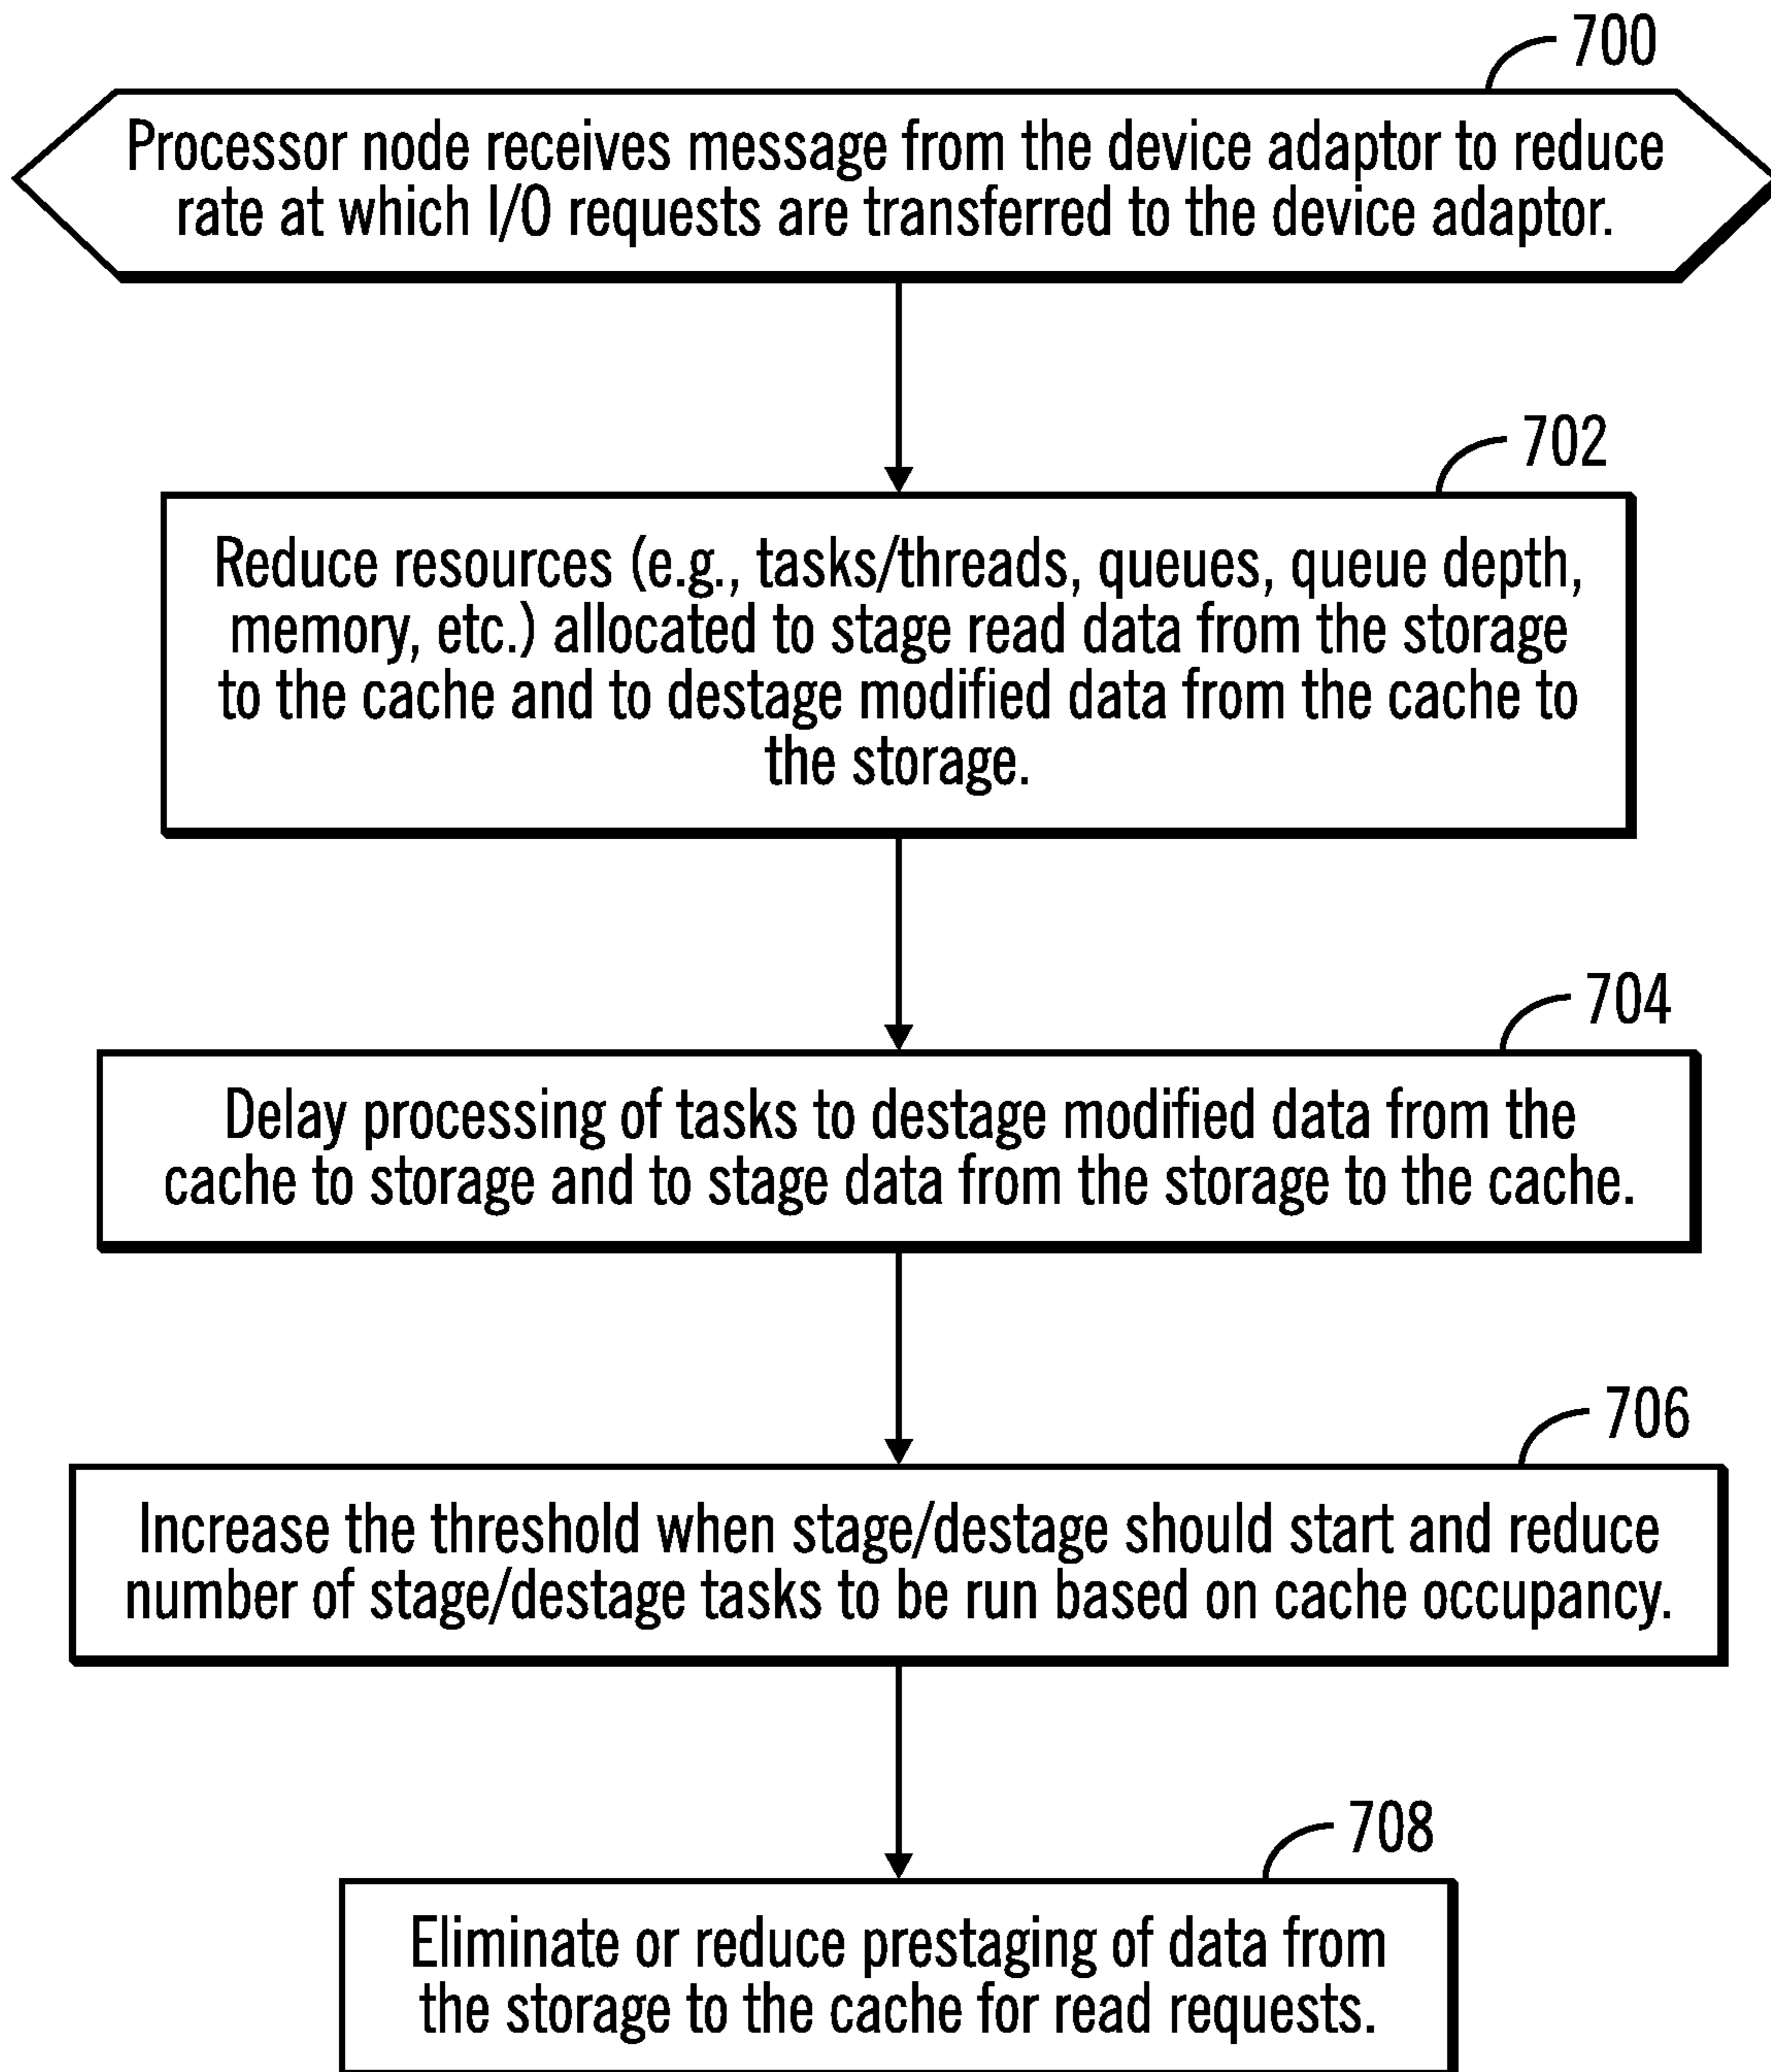 700
Processor node receives message from the device adaptor to reduce
rate at which I/O requests are transferred to the device adaptor.
702
Reduce resources (e.g., tasks/threads, queues, queue depth,
memory, etc.) allocated to stage read data from the storage
to the cache and to destage modified data from the cache to
the storage.
704
Delay processing of tasks to destage modified data from the
cache to storage and to stage data from the storage to the cache.
706
Increase the threshold when stage/destage should start and reduce
number of stage/destage tasks to be run based on cache occupancy.
708
Eliminate or reduce prestaging of data from
the storage to the cache for read requests.